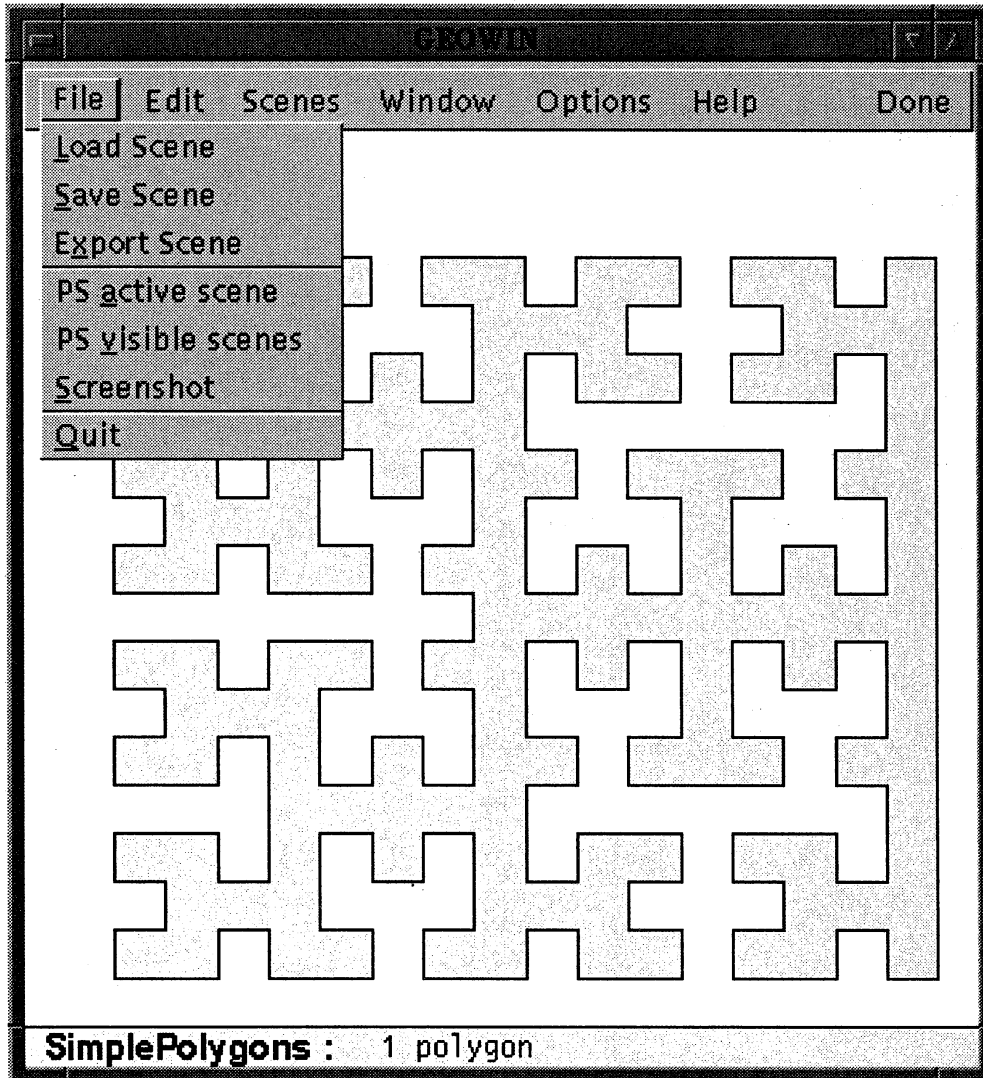 GEOWIN
File Edit Scenes Window Options Help Done
Load Scene
Save Scene
Export Scene
PS active scene
PS visible scenes
Screenshot
Quit
SimplePolygons : 1 polygon